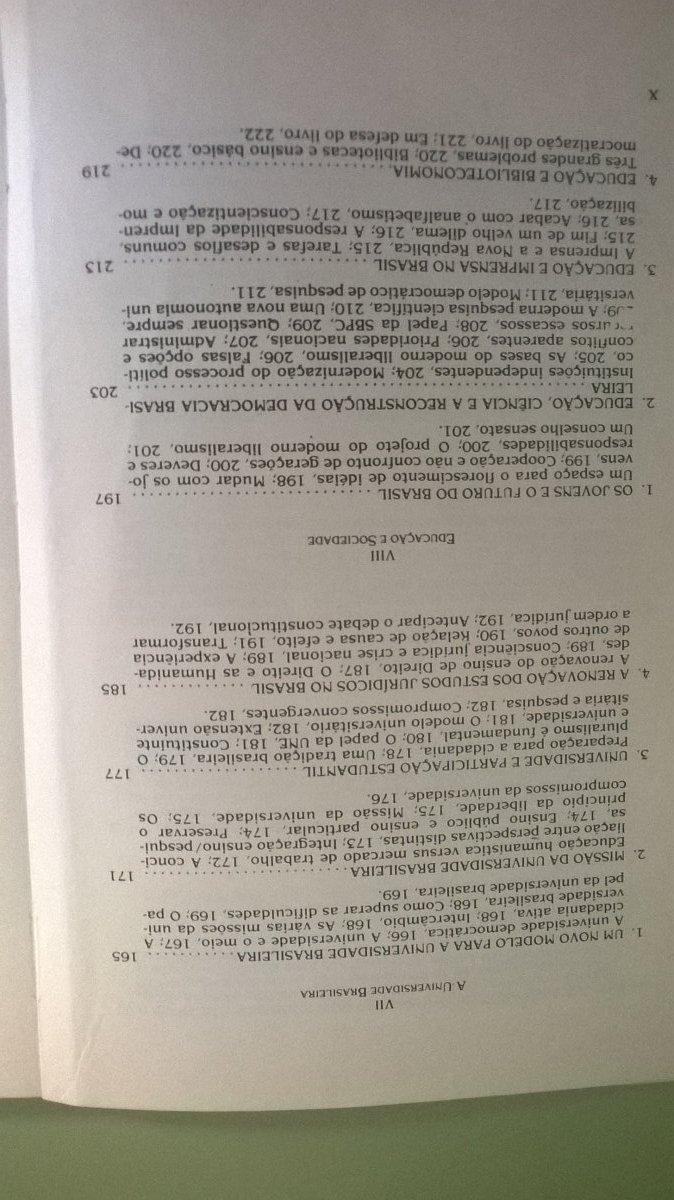 VII
A UNIVERSIDADE BRASILEIRA
1. UM NOVO MODELO PARA A UNIVERSIDADE BRASILEIRA . . . . . . . . . . . 165
A universidade democrática, 166; A universidade e o meio, 167; A
cidadania ativa, 168; Intercâmbio, 168; As várias missões da uni-
versidade brasileira, 168; Como superar as dificuldades, 169; O pa-
pel da universidade brasileira, 169.
2. MISSÃO DA UNIVERSIDADE BRASILEIRA . . . . . . . . . . . . . . . . . . . . . . . . . 171
Educação humanística versus mercado de trabalho, 172; A conci-
liação entre perspectivas distintas, 173; Integração ensino/pesqui-
sa, 174; Ensino público e ensino particular, 174; Preservar o
princípio da liberdade, 175; Missão da universidade, 175; Os
compromissos da universidade, 176.
3. UNIVERSIDADE E PARTICIPAÇÃO ESTUDANTIL . . . . . . . . . . . . . . . . . . . . 177
Preparação para a cidadania, 178; Uma tradição brasileira, 179; O
pluralismo é fundamental, 180; O papel da UNE, 181; Constituinte
e universidade, 181; O modelo universitário, 182; Extensão univer-
sitária e pesquisa, 182; Compromissos convergentes, 182.
4. A RENOVAÇÃO DOS ESTUDOS JURÍDICOS NO BRASIL . . . . . . . . . . . . . 185
A renovação do ensino de Direito, 187; O Direito e as Humanida-
des, 189; Consciência jurídica e crise nacional, 189; A experiência
de outros povos, 190; Relação de causa e efeito, 191; Transformar
a ordem jurídica, 192; Antecipar o debate constitucional, 192.
VIII
EDUCAÇÃO E SOCIEDADE
1. OS JOVENS E O FUTURO DO BRASIL . . . . . . . . . . . . . . . . . . . . . . . . . . . . . 197
Um espaço para o florescimento de idéias, 198; Mudar com os jo-
vens, 199; Cooperação e não confronto de gerações, 200; Deveres e
responsabilidades, 200; O projeto do moderno liberalismo, 201;
Um conselho sensato, 201.
2. EDUCAÇÃO, CIÊNCIA E A RECONSTRUÇÃO DA DEMOCRACIA BRASI-
LEIRA . . . . . . . . . . . . . . . . . . . . . . . . . . . . . . . . . . . . . . . . . . . . . . . . . . . . . . . 203
Instituições independentes, 204; Modernização do processo políti-
co, 205; As bases do moderno liberalismo, 206; Falsas opções e
conflitos aparentes, 206; Prioridades nacionais, 207; Administrar
recursos escassos, 208; Papel da SBPC, 209; Questionar sempre,
209; A moderna pesquisa científica, 210; Uma nova autonomia uni-
versitária, 211; Modelo democrático de pesquisa, 211.
3. EDUCAÇÃO E IMPRENSA NO BRASIL . . . . . . . . . . . . . . . . . . . . . . . . . . . . . 213
A Imprensa e a Nova República, 215; Tarefas e desafios comuns,
215; Fim de um velho dilema, 216; A responsabilidade da Impren-
sa, 216; Acabar com o analfabetismo, 217; Conscientização e mo-
bilização, 217.
4. EDUCAÇÃO E BIBLIOTECONOMIA. . . . . . . . . . . . . . . . . . . . . . . . . . . . . . . . 219
Três grandes problemas, 220; Bibliotecas e ensino básico, 220; De-
mocratização do livro, 221; Em defesa do livro, 222.
X